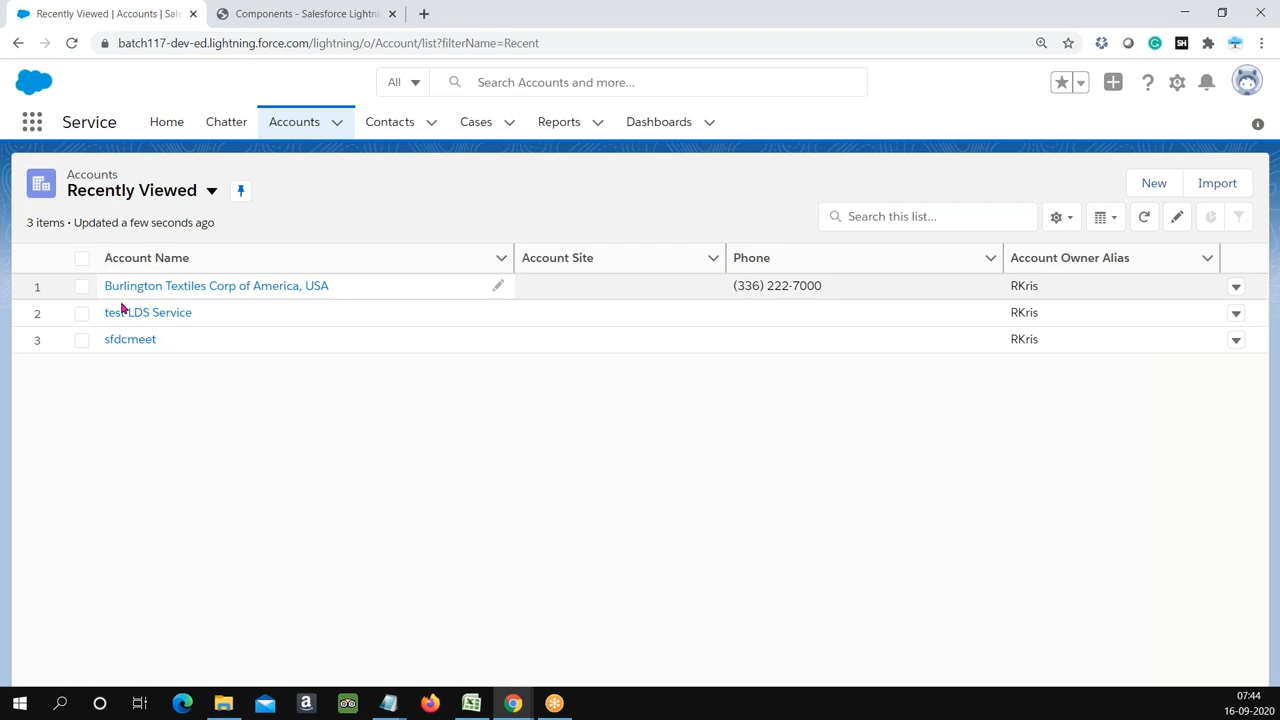 Recently Viewed | Accounts | Sal
Components - Salesforce Lightni
batch117-dev-ed.lightning.force.com/lightning/o/Account/list?filterName=Recent
SH
All
Search Accounts and more...
Service
Home
Chatter
Accounts
Contacts
Cases
Reports
Dashboards
Accounts
Recently Viewed
New
Import
3 items • Updated a few seconds ago
Search this list...
Account Name
Account Site
Phone
Account Owner Alias
1
Burlington Textiles Corp of America, USA
(336) 222-7000
RKris
2
test LDS Service
RKris
3
sfdcmeet
RKris
07:44
16-09-2020